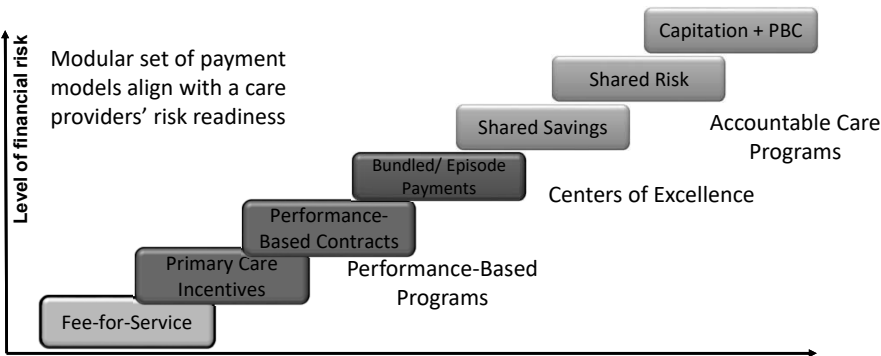 Modular set of payment
models align with a care
providers' risk readiness
Level of financial risk
Capitation + PBC
Shared Risk
Accountable Care
Programs
Shared Savings
Bundled/ Episode
Payments
Centers of Excellence
Performance-
Based Contracts
Performance-Based
Programs
Primary Care
Incentives
Fee-for-Service